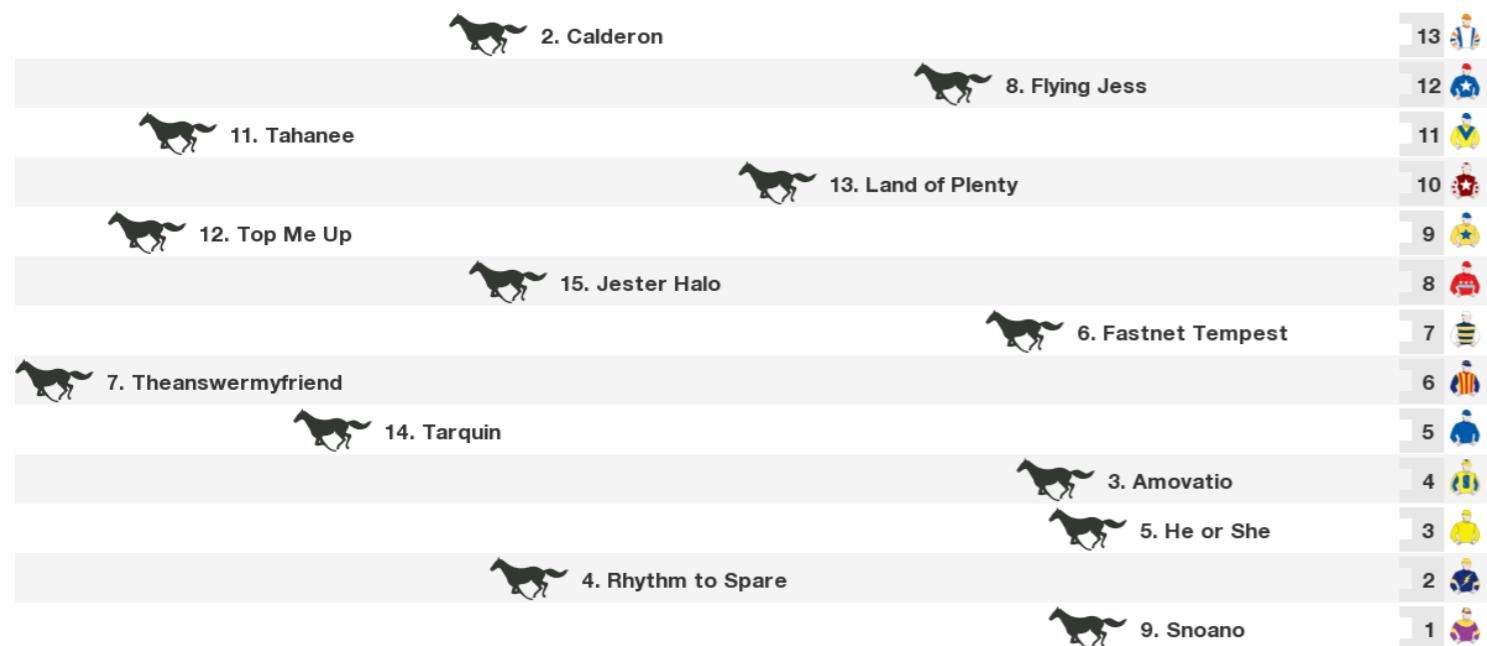 2. Calderon 13
8. Flying Jess 12
11. Tahanee 11
13. Land of Plenty 10
12. Top Me Up 9
15. Jester Halo 8
6. Fastnet Tempest 7
7. Theanswermyfriend 6
14. Tarquin 5
3. Amovatio 4
5. He or She 3
4. Rhythm to Spare 2
9. Snoano 1